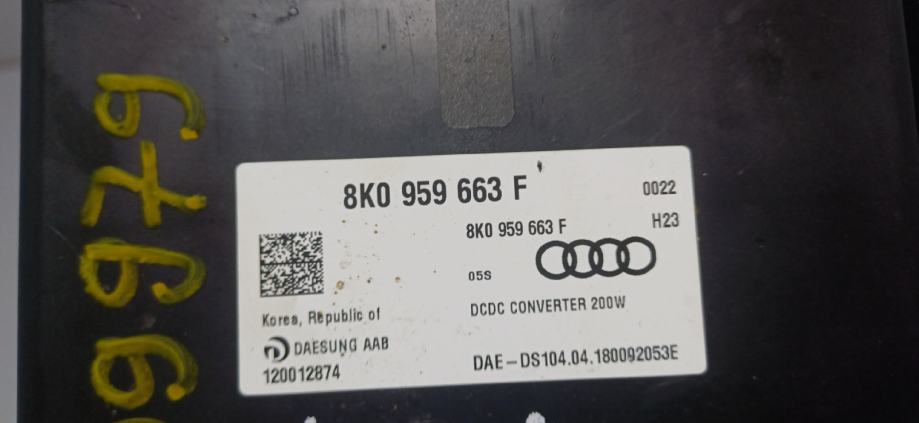 8K0 959 663 F
0022
8K0 959 663 F
H23
05S
DCDC CONVERTER 200W
Korea, Republic of
DAESUNG AAB
120012874
DAE-DS104.04.180092053E